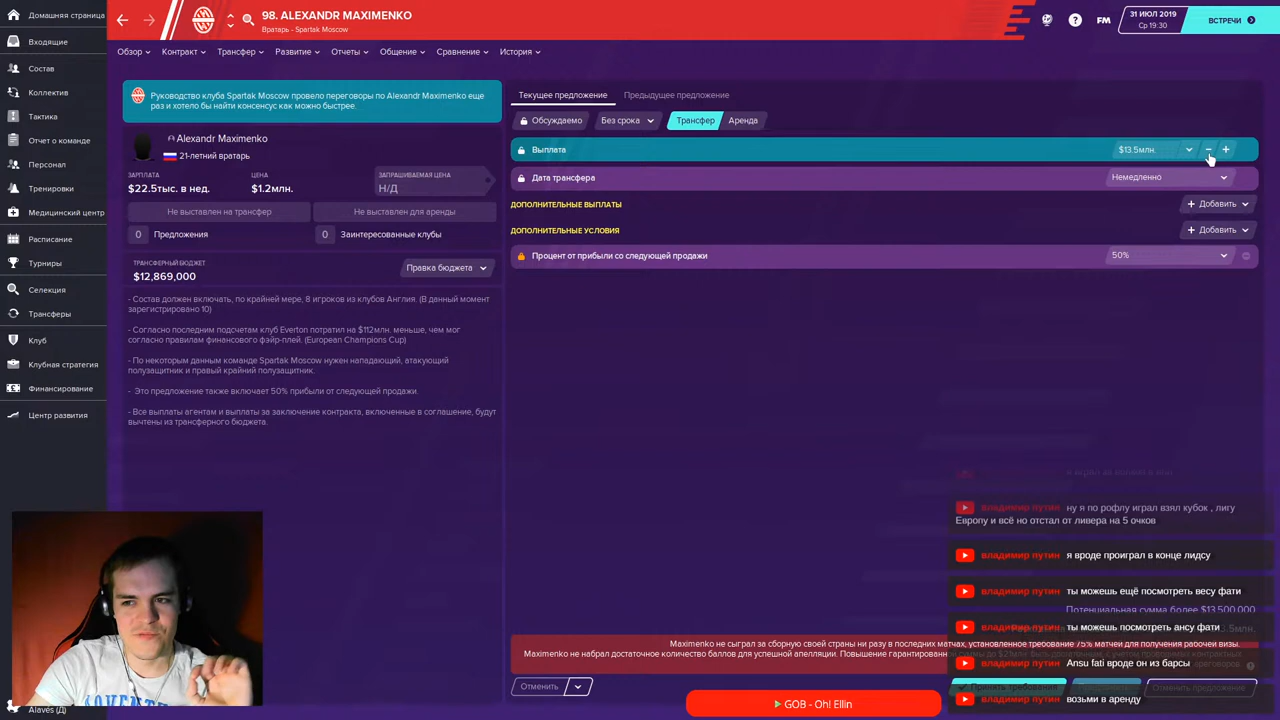 Домашняя страница
Входящие
Состав
Коллектив
Тактика
Отчет о команде
Персонал
Тренировки
Медицинский центр
Расписание
Турниры
Селекция
Трансферы
Клуб
Клубная стратегия
Финансирование
Центр развития
Алавес (Д)
98. ALEXANDR MAXIMENKO
Вратарь - Spartak Moscow
FM
31 ИЮЛ 2019
Ср 19:30
ВСТРЕЧИ
Обзор
Контракт
Трансфер
Развитие
Отчеты
Общение
Сравнение
История
Руководство клуба Spartak Moscow провело переговоры по Alexandr Maximenko еще
раз и хотело бы найти консенсус как можно быстрее.
Alexandr Maximenko
21-летний вратарь
ЗАРПЛАТА
$22.5тыс. в нед.
ЦЕНА
$1.2млн.
ЗАПРАШИВАЕМАЯ ЦЕНА
Н/Д
Не выставлен на трансфер
Не выставлен для аренды
0 Предложения
0 Заинтересованные клубы
ТРАНСФЕРНЫЙ БЮДЖЕТ
$12,869,000
Правка бюджета
- Состав должен включать, по крайней мере, 8 игроков из клубов Англия. (В данный момент
зарегистрировано 10)
- Согласно последним подсчетам клуб Everton потратил на $112млн. меньше, чем мог
согласно правилам финансового фэйр-плей. (European Champions Cup)
- По некоторым данным команде Spartak Moscow нужен нападающий, атакующий
полузащитник и правый крайний полузащитник.
- Это предложение также включает 50% прибыли от следующей продажи.
- Все выплаты агентам и выплаты за заключение контракта, включенные в соглашение, будут
вычтены из трансферного бюджета.
Текущее предложение
Предыдущее предложение
Обсуждаемо
Без срока
Трансфер
Аренда
Выплата
$13.5млн.
Дата трансфера
Немедленно
ДОПОЛНИТЕЛЬНЫЕ ВЫПЛАТЫ
+ Добавить
ДОПОЛНИТЕЛЬНЫЕ УСЛОВИЯ
+ Добавить
Процент от прибыли со следующей продажи
50%
владимир путин ну я по рофлу играл взял кубок , лигу
Европу и всё но отстал от ливера на 5 очков
владимир путин я вроде проиграл в конце лидсу
владимир путин ты можешь ещё посмотреть весу фати
Потенциальная сумма более $13,500,000
владимир путин ты можешь посмотреть ансу фати
Maximenko не сыграл за сборную своей страны ни разу в последних матчах, установленное требование 75% матчей для получения рабочей визы.
Maximenko не набрал достаточное количество баллов для успешной апелляции. Повышение гарантированн
владимир путин Ansu fati вроде он из барсы
Отменить
Принять требования
Отменить предложение
владимир путин возьми в аренду
GOB - Oh! Ellin